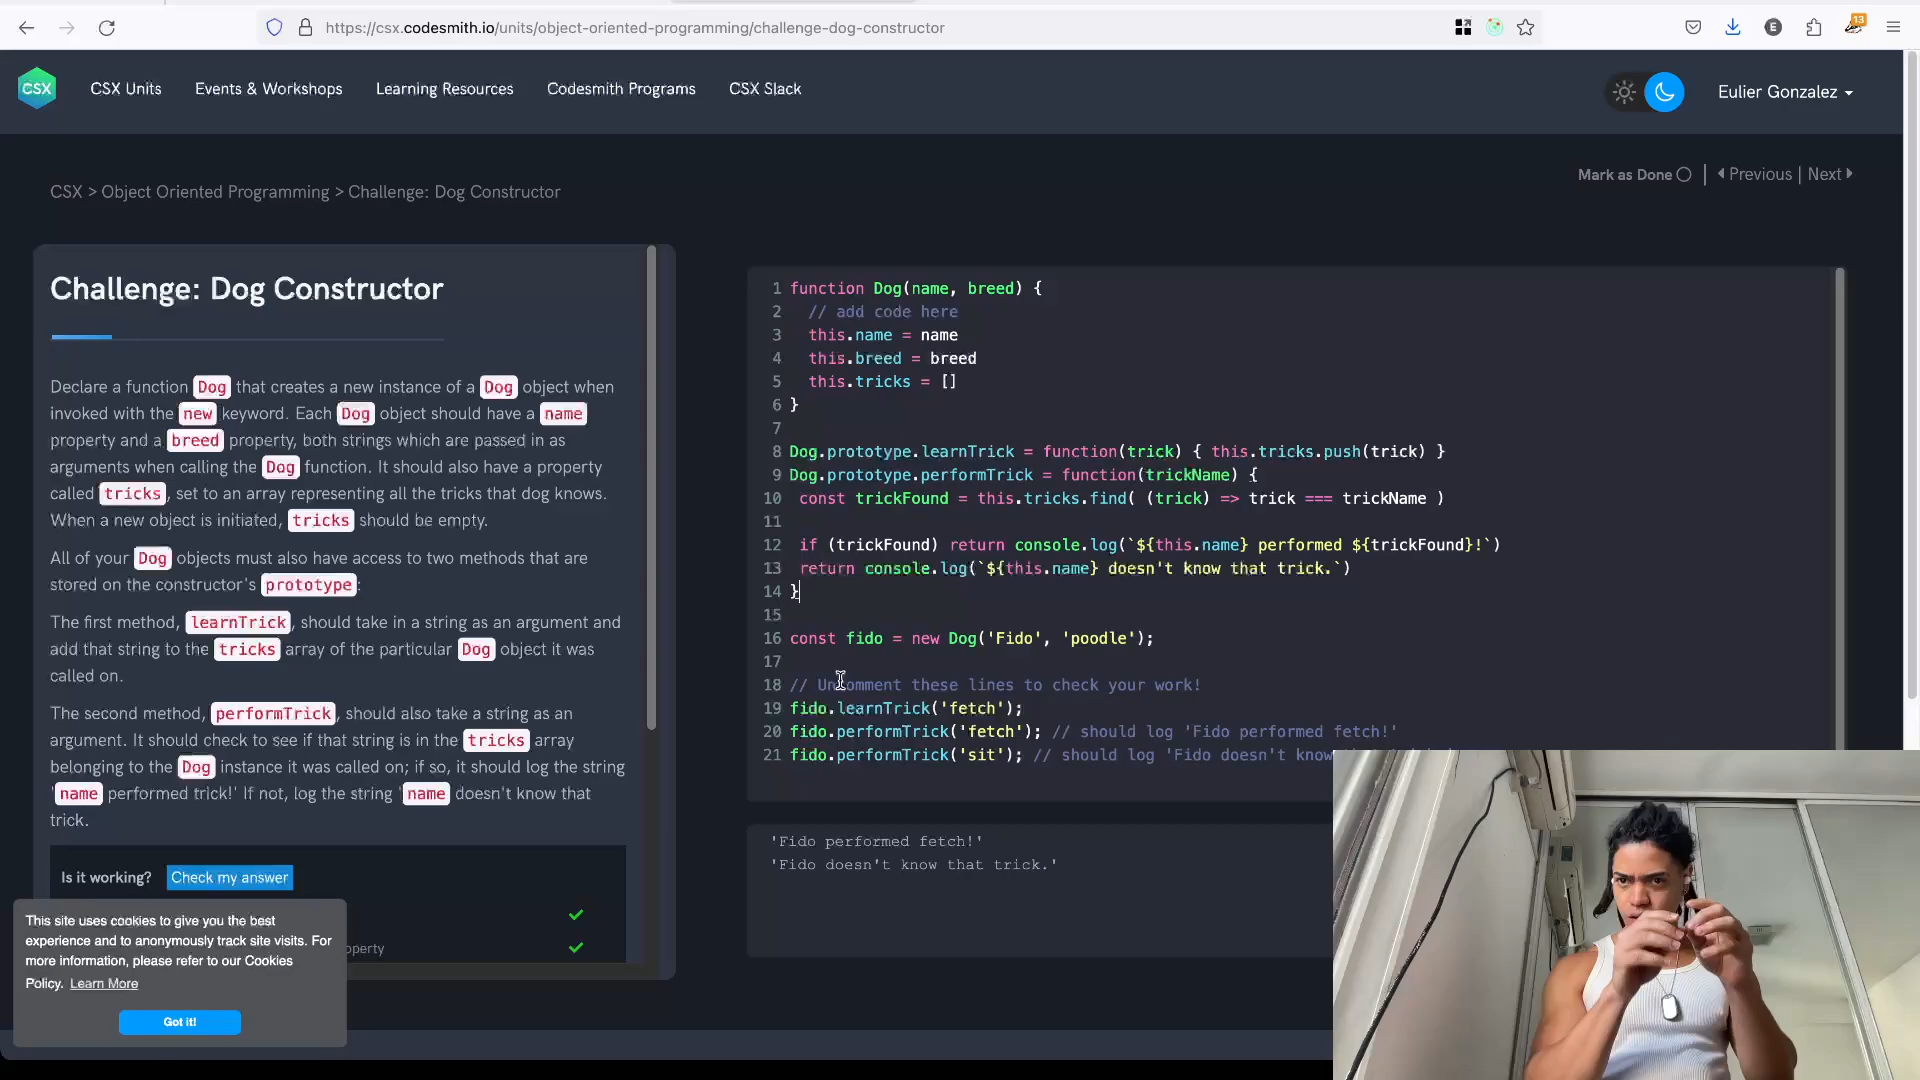 https://csx.codesmith.io/units/object-oriented-programming/challenge-dog-constructor
13
E
CSX
CSX Units
Events & Workshops
Learning Resources
Codesmith Programs
CSX Slack
Eulier Gonzalez
CSX > Object Oriented Programming > Challenge: Dog Constructor
Mark as Done
Previous | Next
Challenge: Dog Constructor
Declare a function Dog that creates a new instance of a Dog object when
invoked with the new keyword. Each Dog object should have a name
property and a breed property, both strings which are passed in as
arguments when calling the Dog function. It should also have a property
called tricks, set to an array representing all the tricks that dog knows.
When a new object is initiated, tricks should be empty.
All of your Dog objects must also have access to two methods that are
stored on the constructor's prototype:
The first method, learnTrick, should take in a string as an argument and
add that string to the tricks array of the particular Dog object it was
called on.
The second method, performTrick, should also take a string as an
argument. It should check to see if that string is in the tricks array
belonging to the Dog instance it was called on; if so, it should log the string
'name performed trick!' If not, log the string 'name doesn't know that
trick.
Is it working? Check my answer
operty
This site uses cookies to give you the best
experience and to anonymously track site visits. For
more information, please refer to our Cookies
Policy. Learn More
Got it!
1 function Dog(name, breed) {
2 // add code here
3 this.name = name
4 this.breed = breed
5 this.tricks = []
6 }
7
8 Dog.prototype.learnTrick = function(trick) { this.tricks.push(trick) }
9 Dog.prototype.performTrick = function(trickName) {
10 const trickFound = this.tricks.find( (trick) => trick === trickName )
11
12 if (trickFound) return console.log(`${this.name} performed ${trickFound}!`)
13 return console.log(`${this.name} doesn't know that trick.`)
14 }
15
16 const fido = new Dog('Fido', 'poodle');
17
18 // Uncomment these lines to check your work!
19 fido.learnTrick('fetch');
20 fido.performTrick('fetch'); // should log 'Fido performed fetch!'
21 fido.performTrick('sit'); // should log 'Fido doesn't know
'Fido performed fetch!'
'Fido doesn't know that trick.'